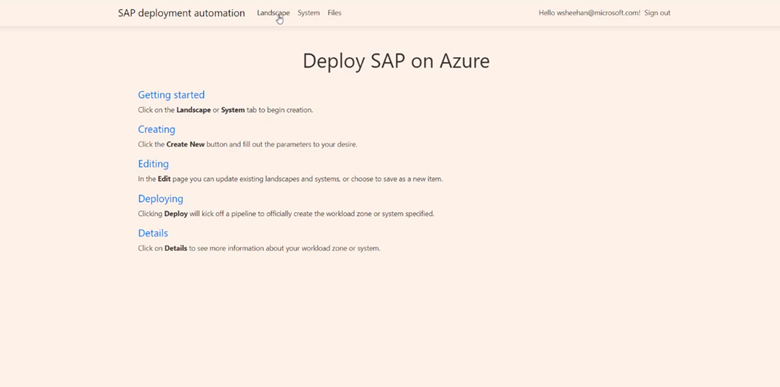 SAP deployment automation Landscape System Files Hello wsheehan@microsoft.com! Sign out
Deploy SAP on Azure
Getting started
Click on the Landscape or System tab to begin creation.
Creating
Click the Create New button and fill out the parameters to your desire.
Editing
In the Edit page you can update existing landscapes and systems, or choose to save as a new item.
Deploying
Clicking Deploy will kick off a pipeline to officially create the workload zone or system specified.
Details
Click on Details to see more information about your workload zone or system.